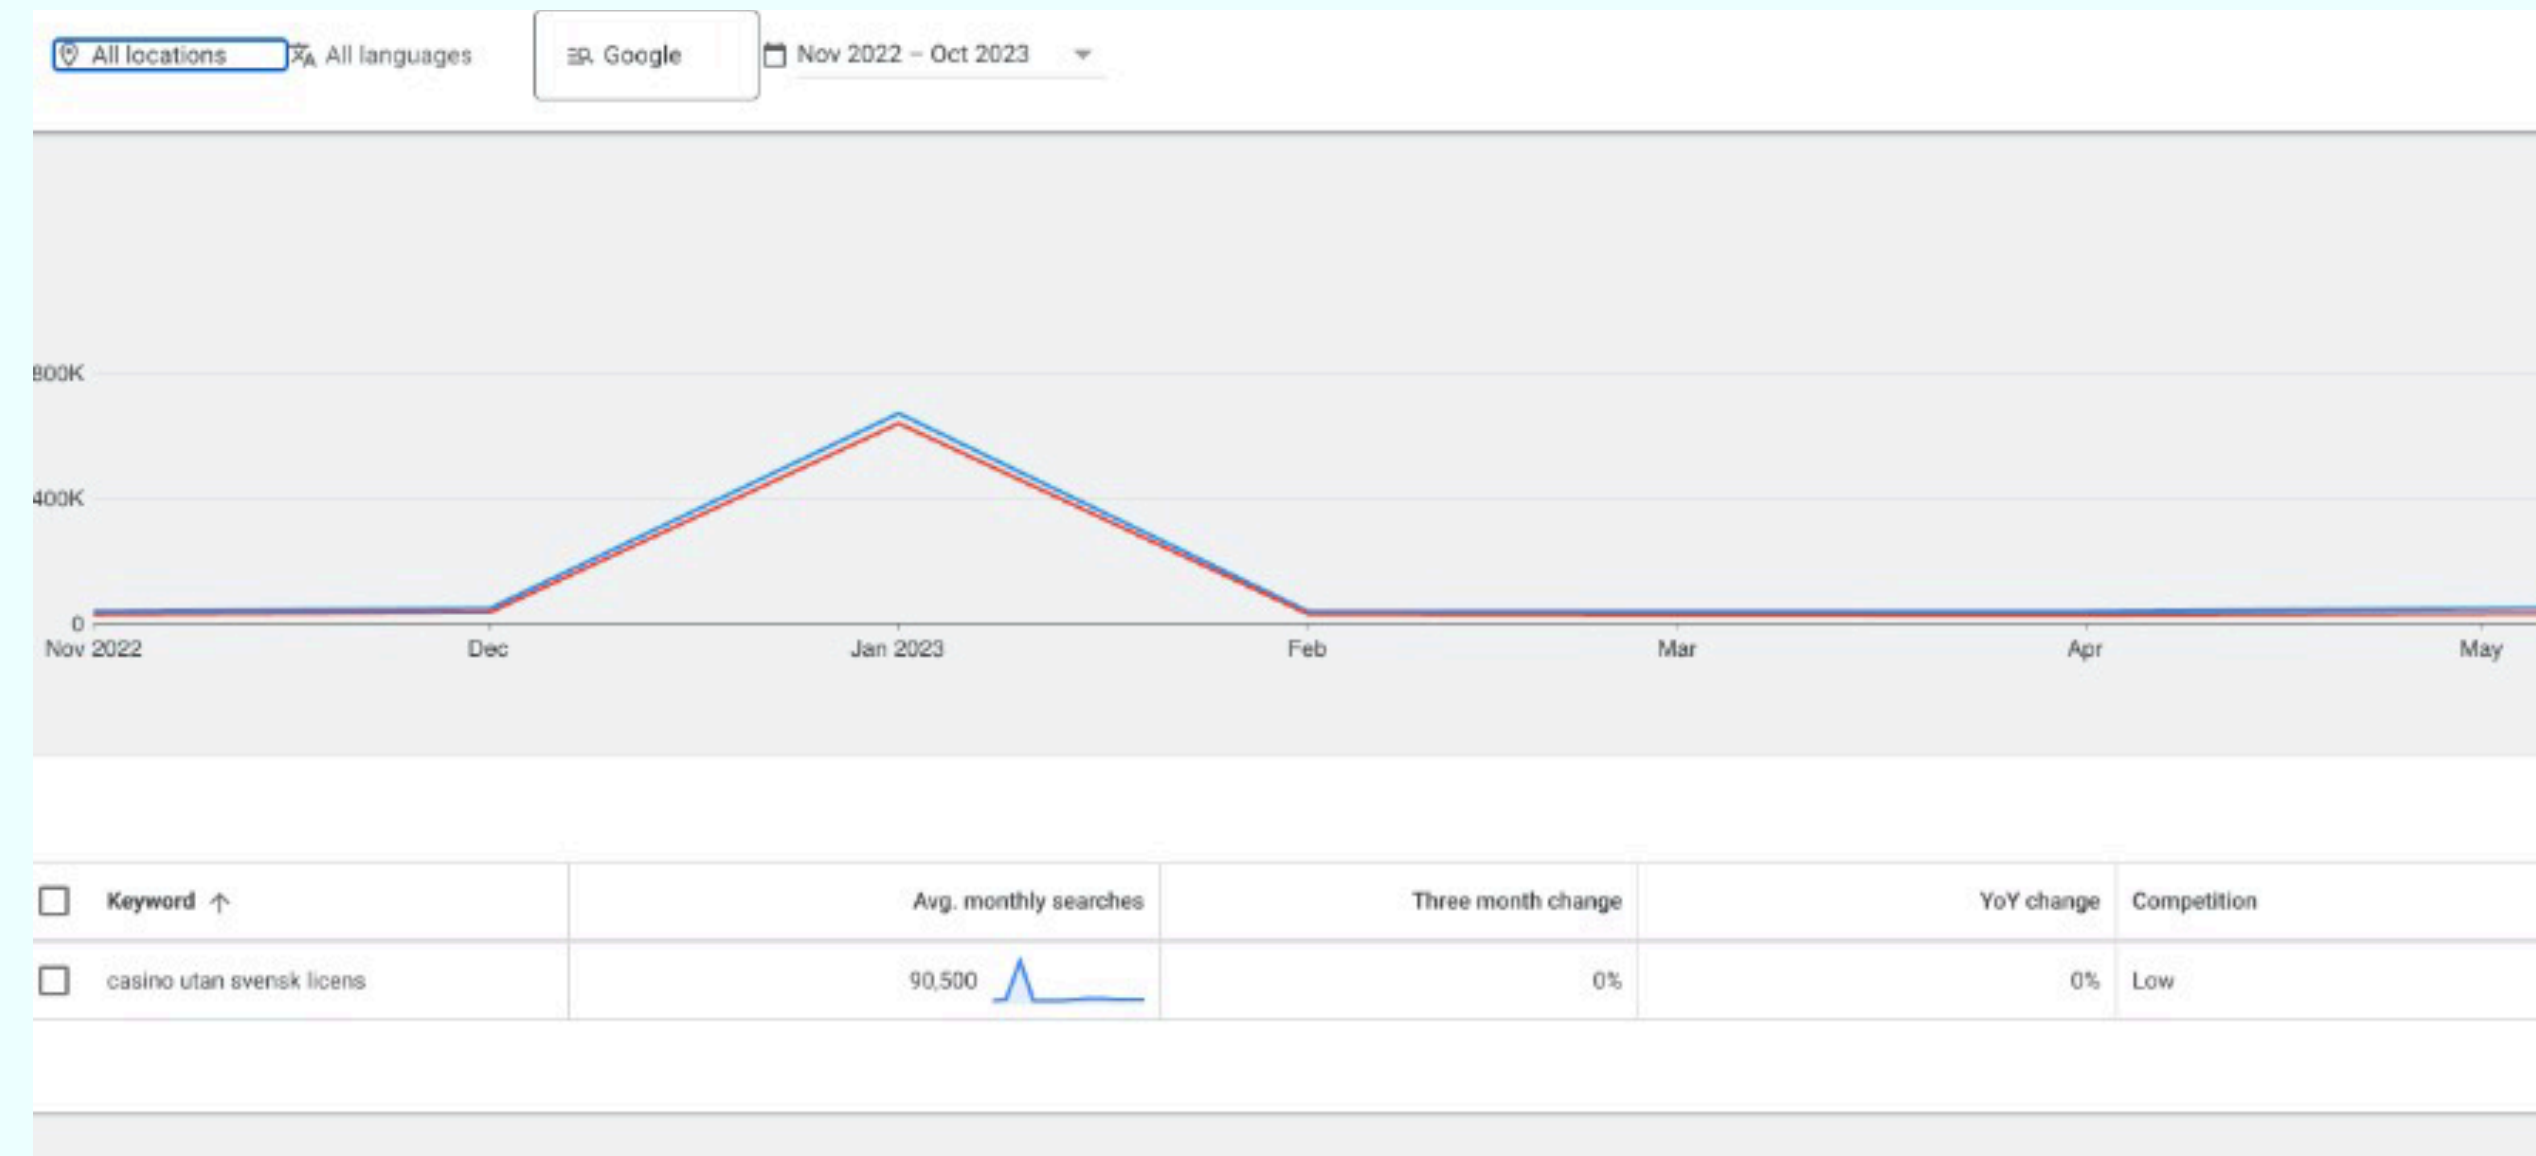 All locations All languages Google Nov 2022 – Oct 2023
800K
400K
0
Nov 2022 Dec Jan 2023 Feb Mar Apr May
Keyword Avg. monthly searches Three month change YoY change Competition
casino utan svensk licens 90,500 0% 0% Low